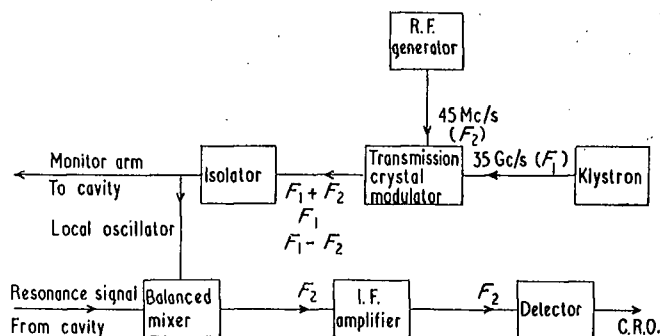 R.F.
generator
45 Mc/s
(F₂)
Monitor arm
To cavity
Isolator
F₁ + F₂
F₁
F₁ - F₂
Transmission
crystal
modulator
35 Gc/s (F₁)
Klystron
Local oscillator
Resonance signal
From cavity
Balanced
mixer
F₂
I.F.
amplifier
F₂
Detector
C.R.O.